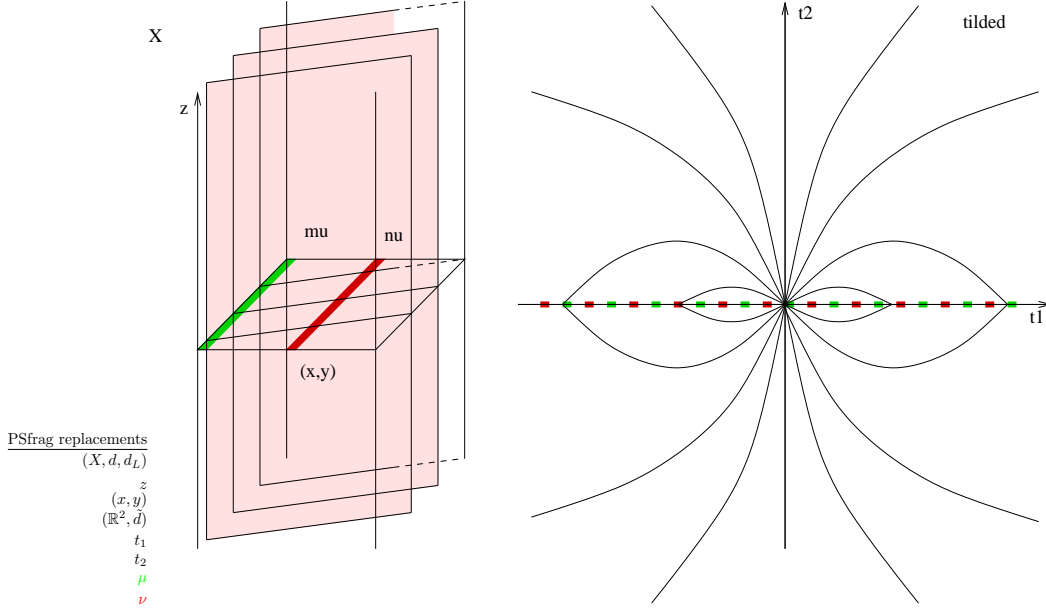 X
z
mu
nu
(x,y)
t2
tilded
t1
PSfrag replacements
(X, d, d_L)
z
(x, y)
(ℝ², d̃)
t₁
t₂
μ
ν